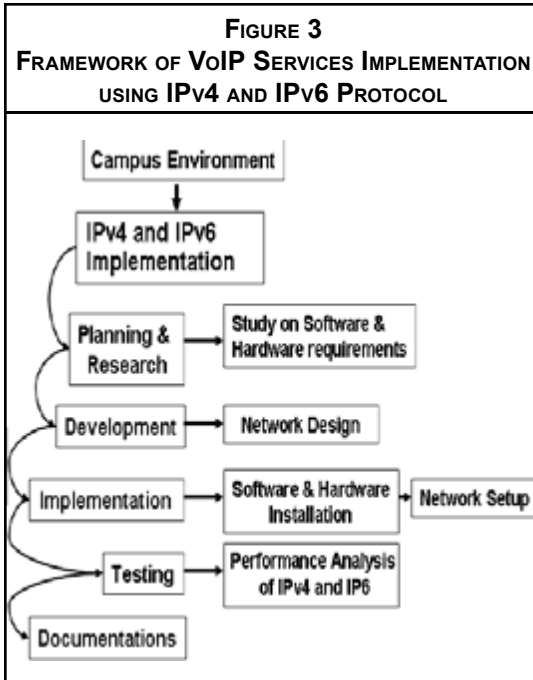 FIGURE 3
FRAMEWORK OF VOIP SERVICES IMPLEMENTATION
USING IPV4 AND IPV6 PROTOCOL
Campus Environment
IPv4 and IPv6
Implementation
Planning &
Research
Study on Software &
Hardware requirements
Development
Network Design
Implementation
Software & Hardware
Installation
Network Setup
Testing
Performance Analysis
of IPv4 and IP6
Documentations